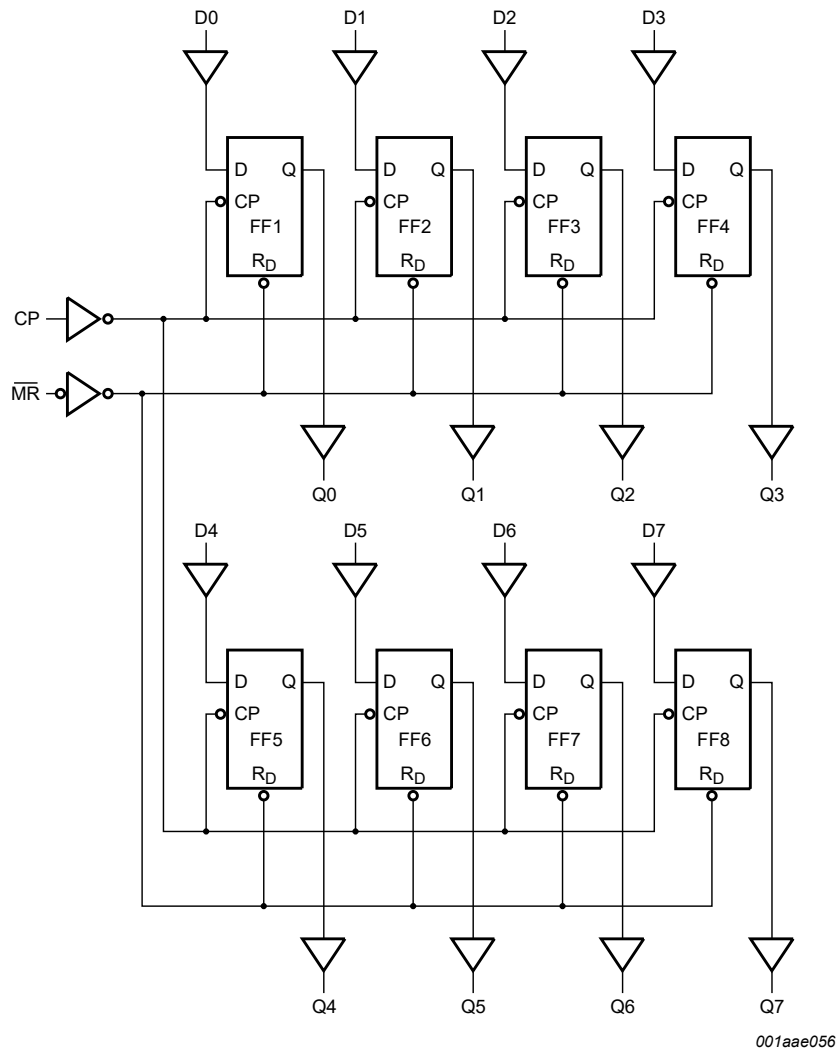 D0 D1 D2 D3
D Q D Q D Q D Q
CP CP CP CP
FF1 FF2 FF3 FF4
RD RD RD RD
CP
M̅R̅
Q0 Q1 Q2 Q3
D4 D5 D6 D7
D Q D Q D Q D Q
CP CP CP CP
FF5 FF6 FF7 FF8
RD RD RD RD
Q4 Q5 Q6 Q7
001aae056